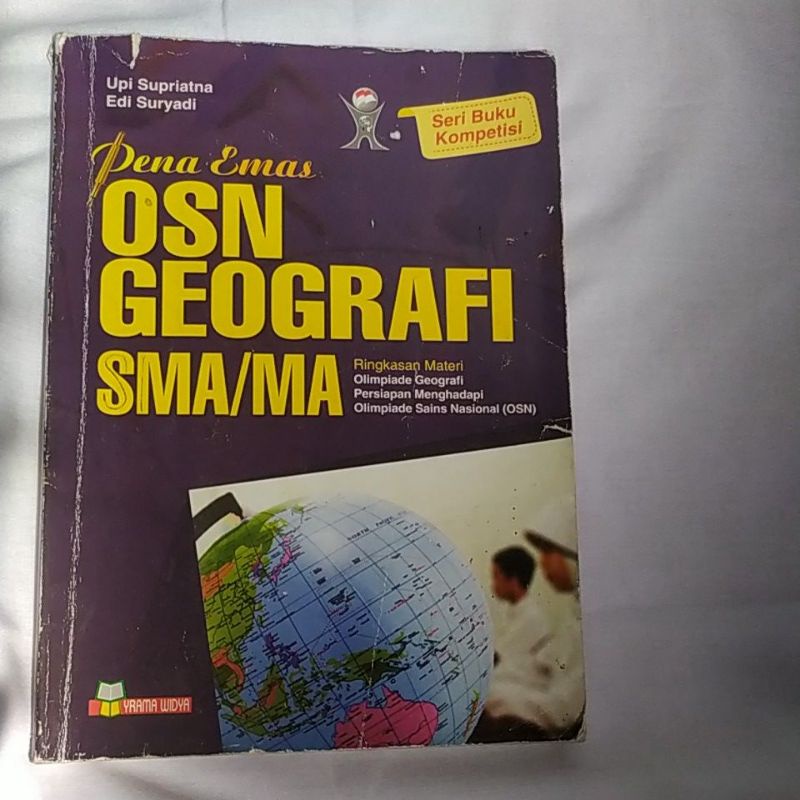 Upi Supriatna
Edi Suryadi
Seri Buku
Kompetisi
Pena Emas
OSN
GEOGRAFI
SMA/MA
Ringkasan Materi
Olimpiade Geografi
Persiapan Menghadapi
Olimpiade Sains Nasional (OSN)
YRAMA WIDYA